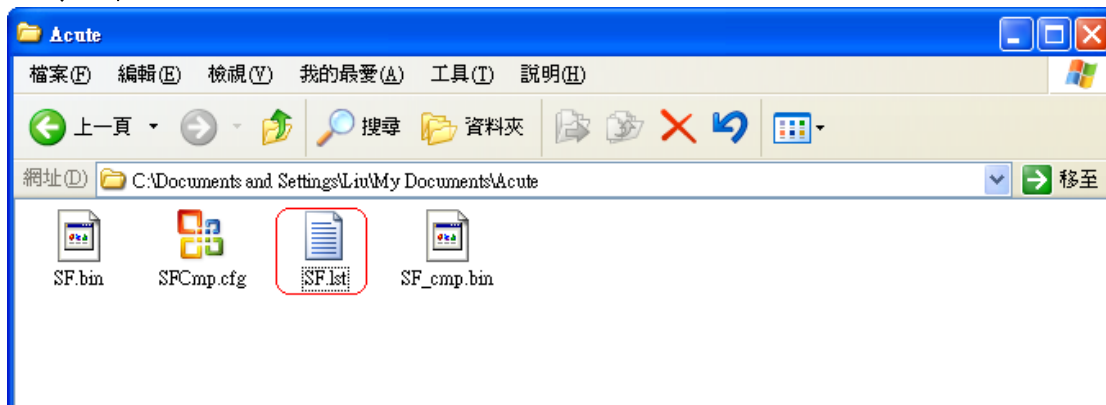 Acute
檔案(F) 編輯(E) 檢視(V) 我的最愛(A) 工具(T) 說明(H)
上一頁 搜尋 資料夾
網址(D) C:\Documents and Settings\Liu\My Documents\Acute 移至
SF.bin SFCmp.cfg SF.lst SF_cmp.bin